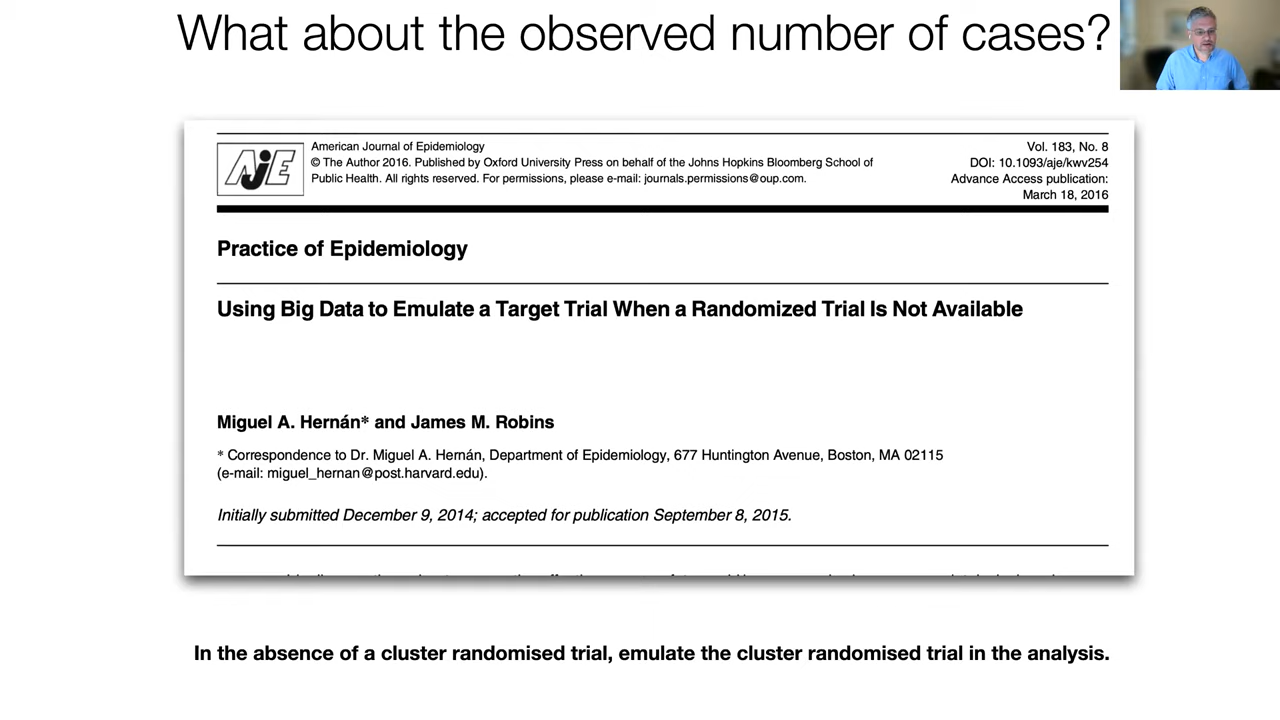 What about the observed number of cases?
AJE
American Journal of Epidemiology
© The Author 2016. Published by Oxford University Press on behalf of the Johns Hopkins Bloomberg School of
Public Health. All rights reserved. For permissions, please e-mail: journals.permissions@oup.com.
Vol. 183, No. 8
DOI: 10.1093/aje/kwv254
Advance Access publication:
March 18, 2016
Practice of Epidemiology
Using Big Data to Emulate a Target Trial When a Randomized Trial Is Not Available
Miguel A. Hernán* and James M. Robins
* Correspondence to Dr. Miguel A. Hernán, Department of Epidemiology, 677 Huntington Avenue, Boston, MA 02115
(e-mail: miguel_hernan@post.harvard.edu).
Initially submitted December 9, 2014; accepted for publication September 8, 2015.
In the absence of a cluster randomised trial, emulate the cluster randomised trial in the analysis.